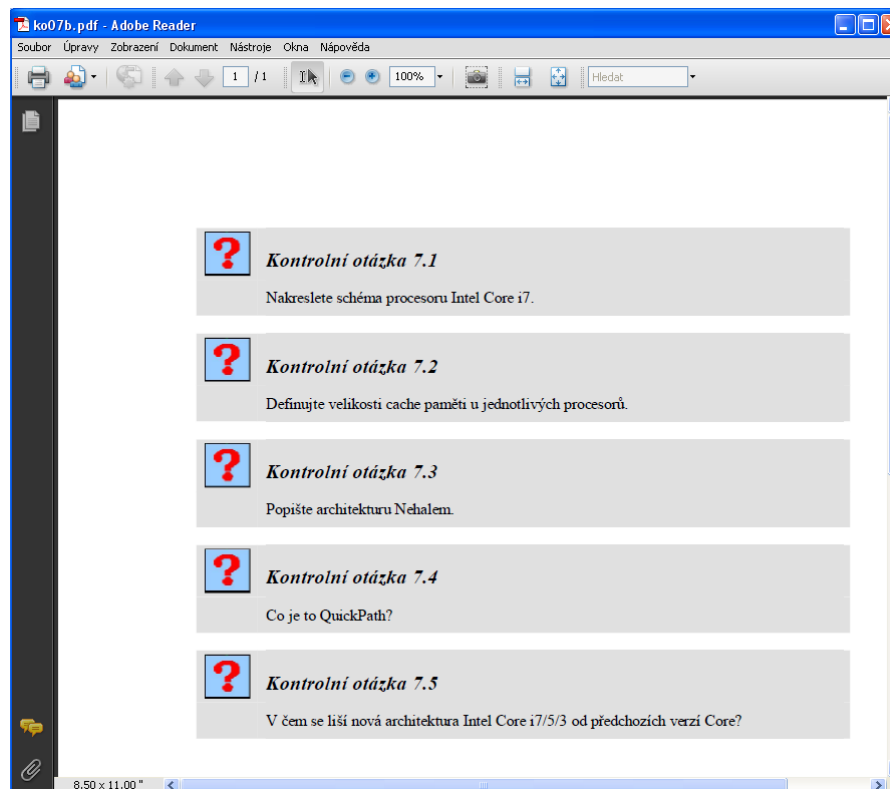 ko07b.pdf - Adobe Reader
Soubor Úpravy Zobrazení Dokument Nástroje Okna Nápověda
1 / 1 100% Hledat
? Kontrolní otázka 7.1
Nakreslete schéma procesoru Intel Core i7.
? Kontrolní otázka 7.2
Definujte velikosti cache paměti u jednotlivých procesorů.
? Kontrolní otázka 7.3
Popište architekturu Nehalem.
? Kontrolní otázka 7.4
Co je to QuickPath?
? Kontrolní otázka 7.5
V čem se liší nová architektura Intel Core i7/5/3 od předchozích verzí Core?
8.50 x 11.00 "